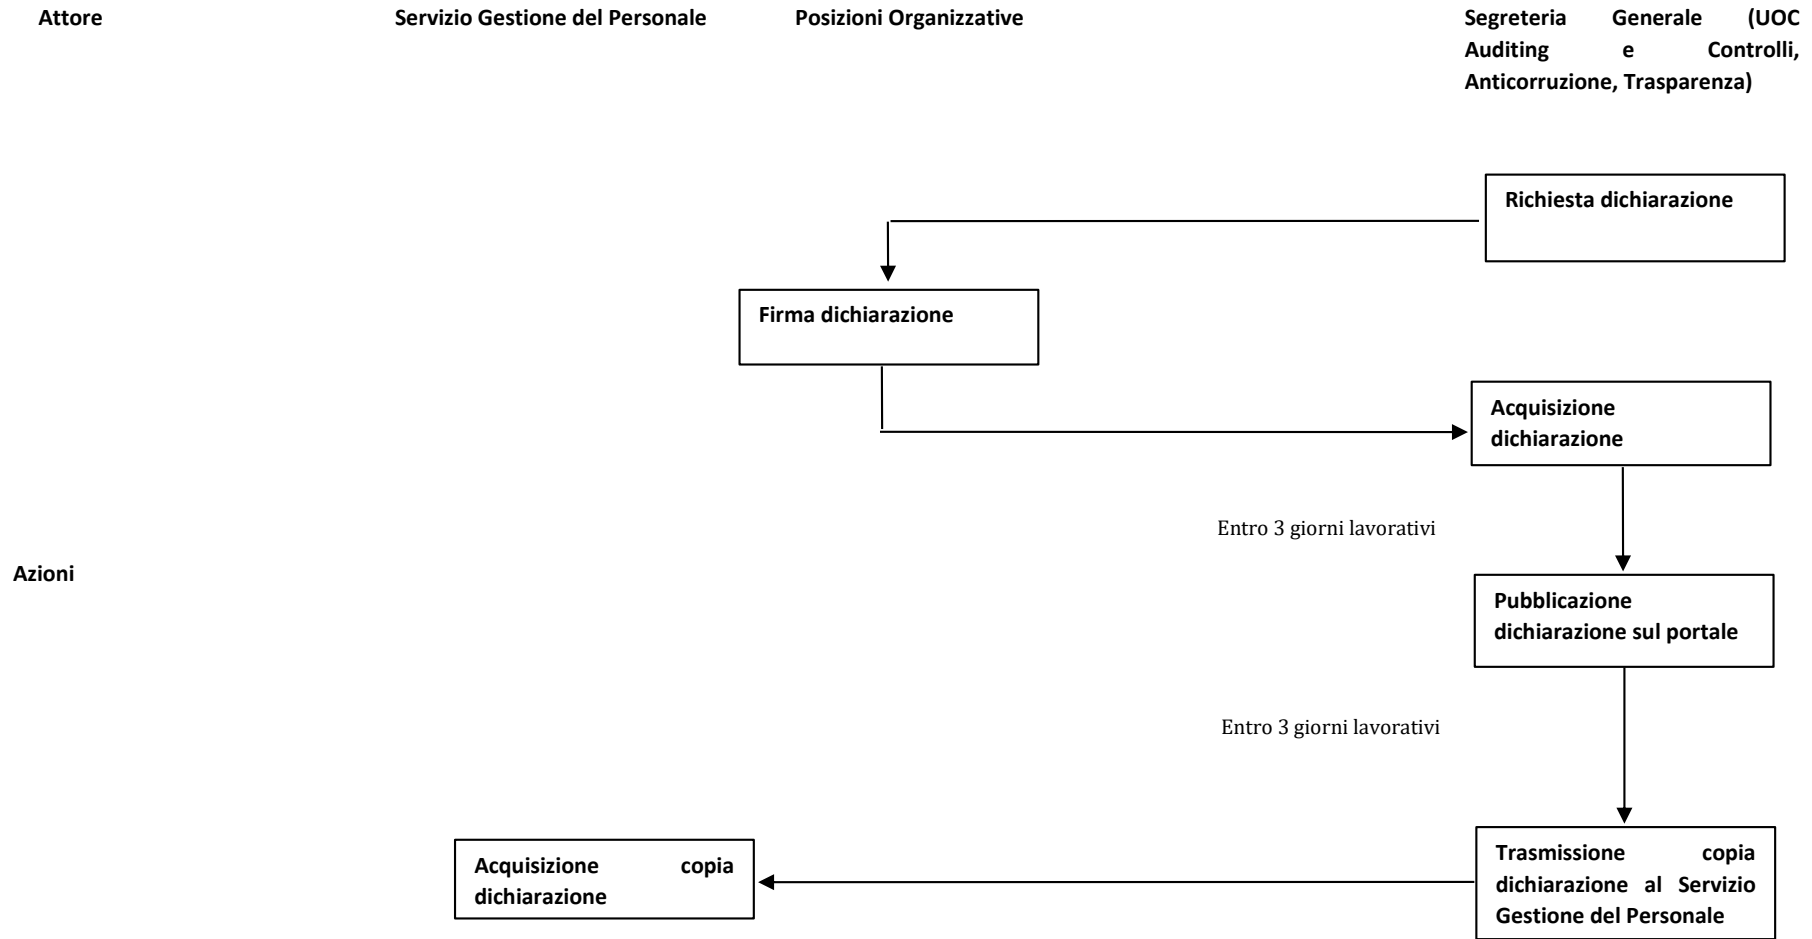 Attore
Servizio Gestione del Personale
Posizioni Organizzative
Segreteria Generale (UOC
Auditing e Controlli,
Anticorruzione, Trasparenza)
Richiesta dichiarazione
Firma dichiarazione
Acquisizione
dichiarazione
Entro 3 giorni lavorativi
Azioni
Pubblicazione
dichiarazione sul portale
Entro 3 giorni lavorativi
Acquisizione copia
dichiarazione
Trasmissione copia
dichiarazione al Servizio
Gestione del Personale